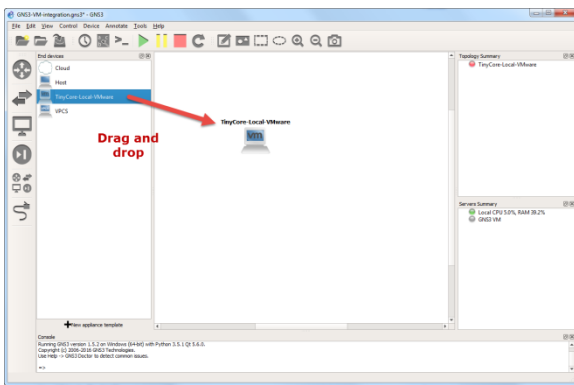 GNS3-VM-integration.gns3* - GNS3
File Edit View Control Device Annotate Tools Help
End devices
Cloud
Host
TinyCore-Local-VMware
VPCS
Drag and
drop
TinyCore-Local-VMware
vm
New appliance template
Topology Summary
TinyCore-Local-VMware
Servers Summary
Local CPU 5.0%, RAM 39.2%
GNS3 VM
Console
Running GNS3 version 1.5.2 on Windows (64-bit) with Python 3.5.1 Qt 5.6.0.
Copyright (c) 2006-2016 GNS3 Technologies.
Use Help -> GNS3 Doctor to detect common issues.
=>